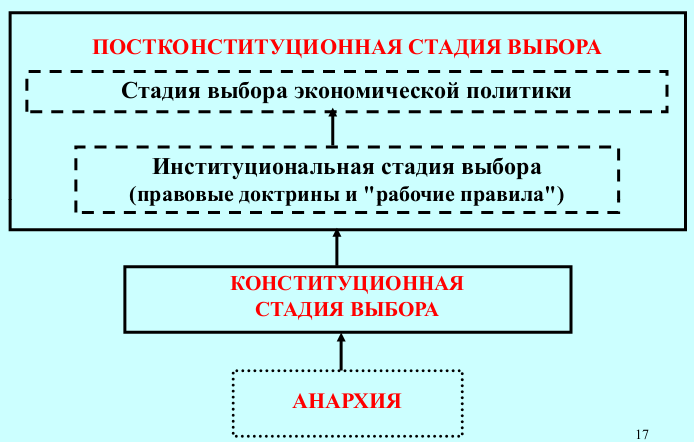 ПОСТКОНСТИТУЦИОННАЯ СТАДИЯ ВЫБОРА
Стадия выбора экономической политики
Институциональная стадия выбора
(правовые доктрины и "рабочие правила")
КОНСТИТУЦИОННАЯ
СТАДИЯ ВЫБОРА
АНАРХИЯ
17